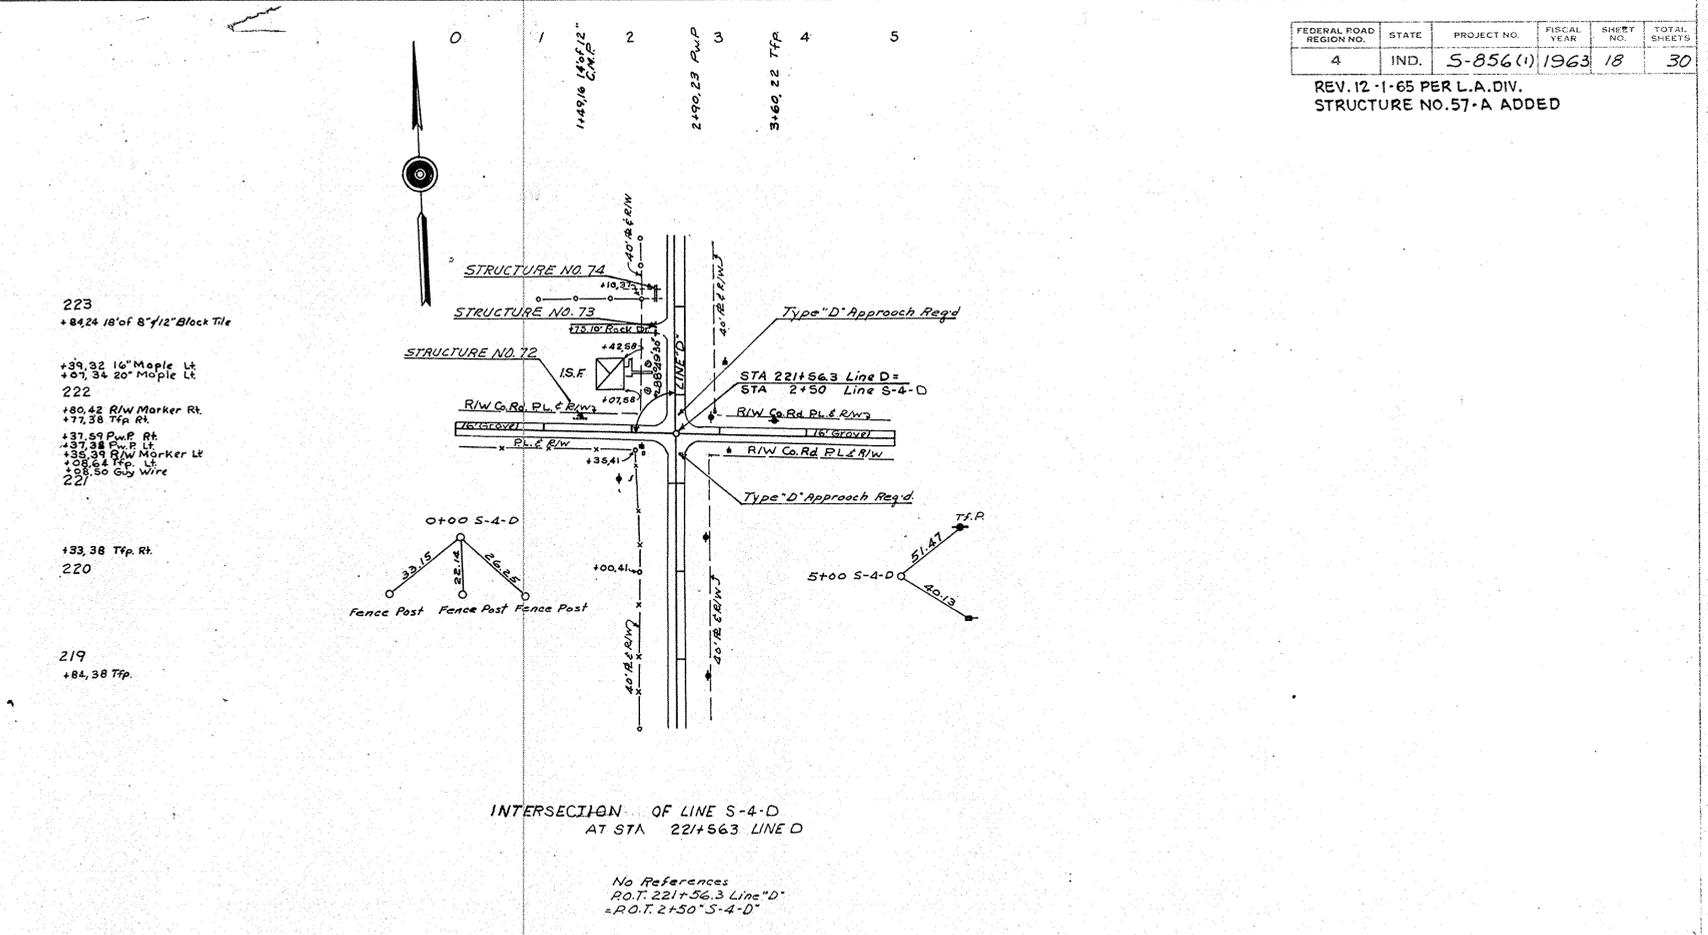 0 1 2 3 4 5
1+49,16 14'of 12"
C.M.P.
2+90,23 Pw.P
3+60, 22 Tfp.
FEDERAL ROAD REGION NO. STATE PROJECT NO. FISCAL YEAR SHEET NO. TOTAL SHEETS
4 IND. S-856(1) 1963 18 30
REV. 12-1-65 PER L.A.DIV.
STRUCTURE NO.57-A ADDED
40' PL & R/W
STRUCTURE NO. 74
+10,37
40' PL & R/W
STRUCTURE NO. 73
+75.10' Rock Dr.
Type "D" Approach Req'd
STRUCTURE NO. 72
+42,58
I.S.F.
88°49'30"
LINE "D"
STA 221+56.3 Line D=
STA 2+50 Line S-4-D
+07,58
R/W Co.Rd. P.L. & R/W
R/W Co.Rd P.L. & R/W
16' Gravel
16' Gravel
P.L. & R/W
+35,41
R/W Co.Rd P.L & R/W
Type "D" Approach Req'd.
223
+84,24 18'of 8"f/12" Block Tile
+39,32 16" Maple Lt
+07, 34 20" Maple Lt
222
+80,42 R/W Marker Rt.
+77,38 Tfp Rt.
+37,59 Pw.P. Rt
+37,38 Pw.P. Lt.
+35,39 R/W Marker Lt
+08,64 Tfp. Lt.
+08,50 Guy Wire
221
+33, 38 Tfp. Rt.
220
219
+84, 38 Tfp.
0+00 S-4-D
33.15
22.14
26.25
Fence Post Fence Post Fence Post
+00,41
40' PL & R/W
40' PL & R/W
Tf.P.
51.47
5+00 S-4-D
40.13
INTERSECTION OF LINE S-4-D
AT STA 221+563 LINE D
No References
P.O.T. 221+56.3 Line "D"
=P.O.T. 2+50 "S-4-D"